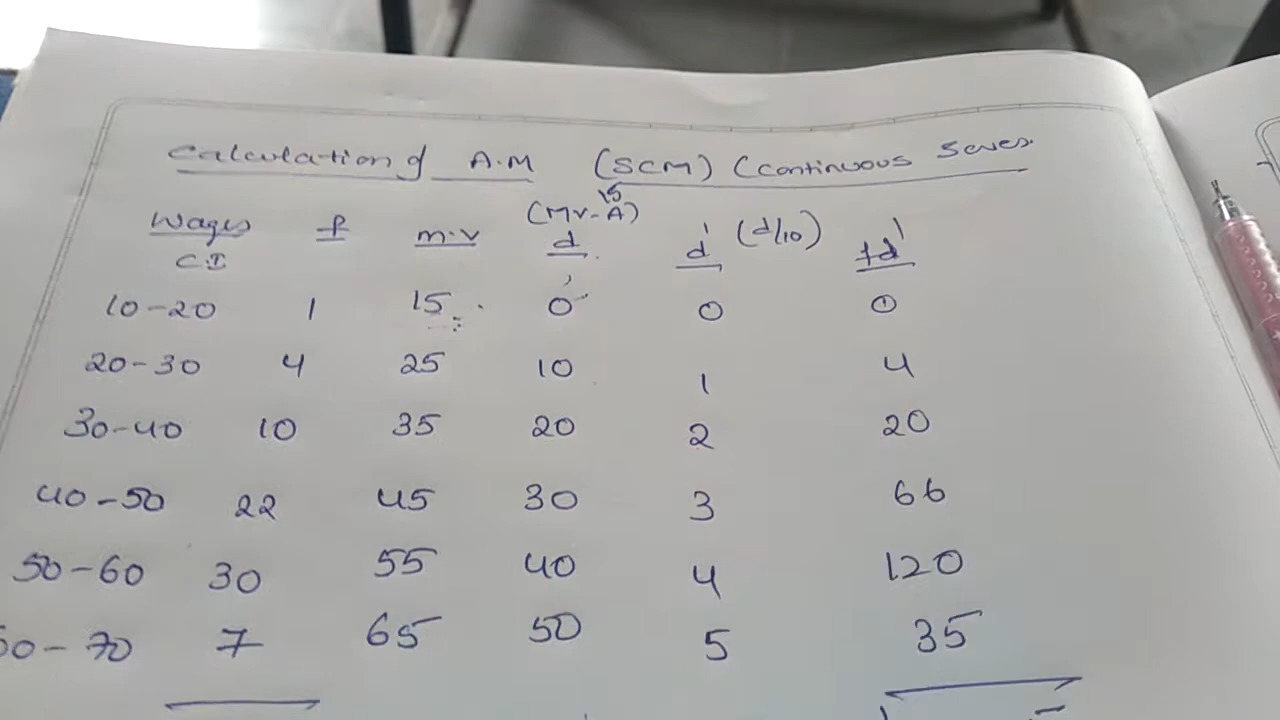 Calculation of A.M (SCM) (Continuous Series.
15
(Mv-A)
Wages f m.v d d' (d/10) fd'
C.I
10-20 1 15 0 0 0
20-30 4 25 10 1 4
30-40 10 35 20 2 20
40-50 22 45 30 3 66
50-60 30 55 40 4 120
60-70 7 65 50 5 35